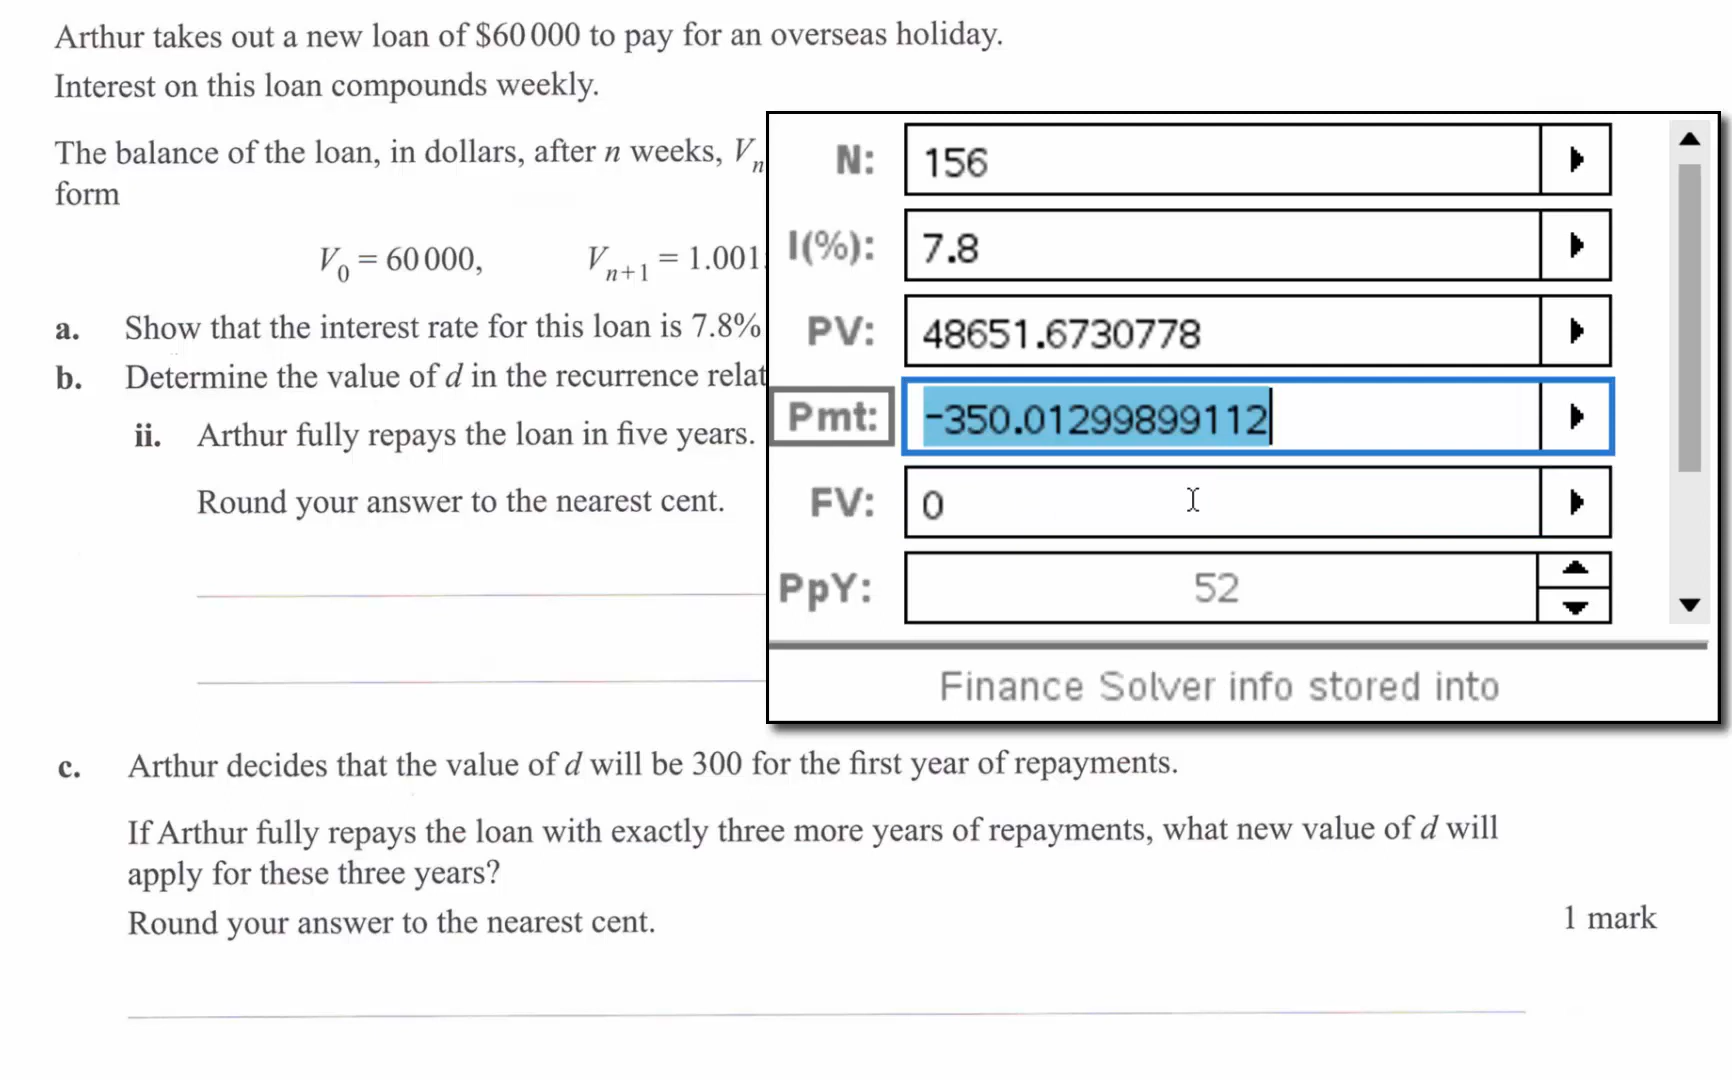 Arthur takes out a new loan of $60 000 to pay for an overseas holiday.
Interest on this loan compounds weekly.
The balance of the loan, in dollars, after n weeks, Vn
form
V0 = 60 000, Vn+1 = 1.001
a. Show that the interest rate for this loan is 7.8%
b. Determine the value of d in the recurrence relat
ii. Arthur fully repays the loan in five years.
Round your answer to the nearest cent.
N: 156
I(%): 7.8
PV: 48651.6730778
Pmt: -350.01299899112
FV: 0
PpY: 52
Finance Solver info stored into
c. Arthur decides that the value of d will be 300 for the first year of repayments.
If Arthur fully repays the loan with exactly three more years of repayments, what new value of d will
apply for these three years?
Round your answer to the nearest cent.
1 mark